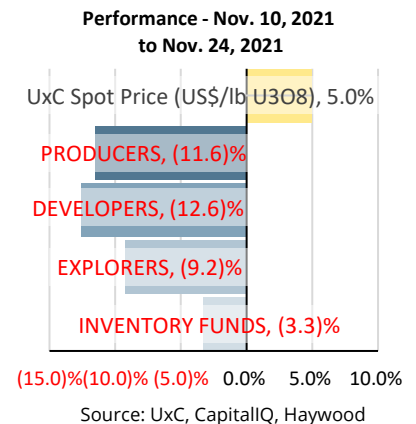 Performance - Nov. 10, 2021
to Nov. 24, 2021
UxC Spot Price (US$/lb U3O8), 5.0%
PRODUCERS, (11.6)%
DEVELOPERS, (12.6)%
EXPLORERS, (9.2)%
INVENTORY FUNDS, (3.3)%
(15.0)%(10.0)% (5.0)% 0.0% 5.0% 10.0%
Source: UxC, CapitalIQ, Haywood